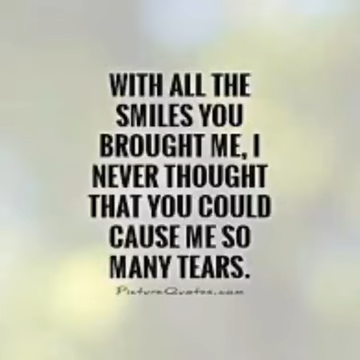 WITH ALL THE
SMILES YOU
BROUGHT ME, I
NEVER THOUGHT
THAT YOU COULD
CAUSE ME SO
MANY TEARS.
PictureQuotes.com